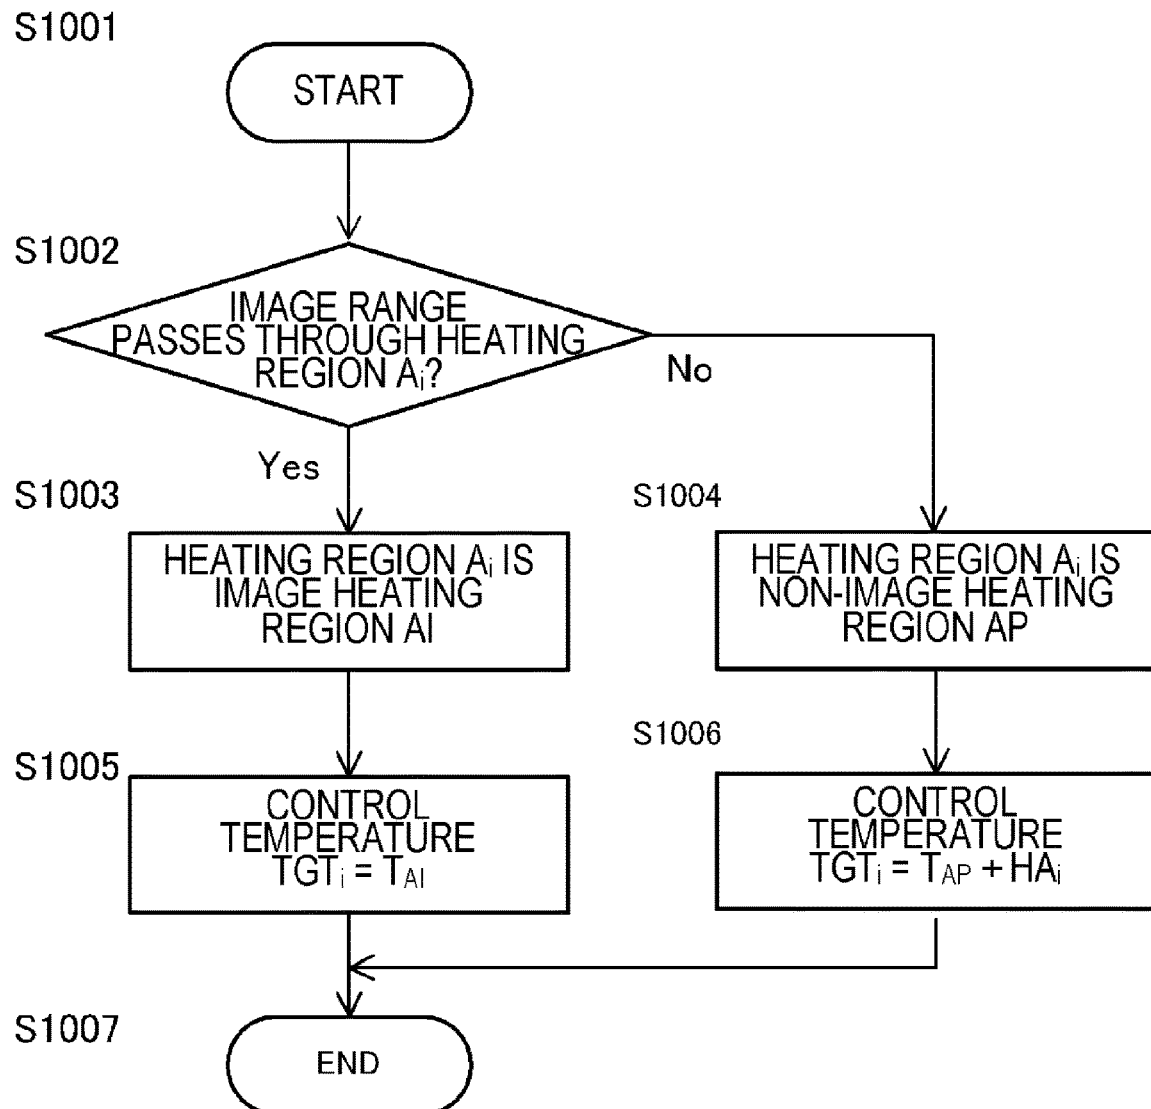 S1001
START
S1002
IMAGE RANGE
PASSES THROUGH HEATING
REGION Aᵢ?
No
Yes
S1003
HEATING REGION Aᵢ IS
IMAGE HEATING
REGION AI
S1004
HEATING REGION Aᵢ IS
NON-IMAGE HEATING
REGION AP
S1005
CONTROL
TEMPERATURE
TGTᵢ = T_AI
S1006
CONTROL
TEMPERATURE
TGTᵢ = T_AP + HAᵢ
S1007
END